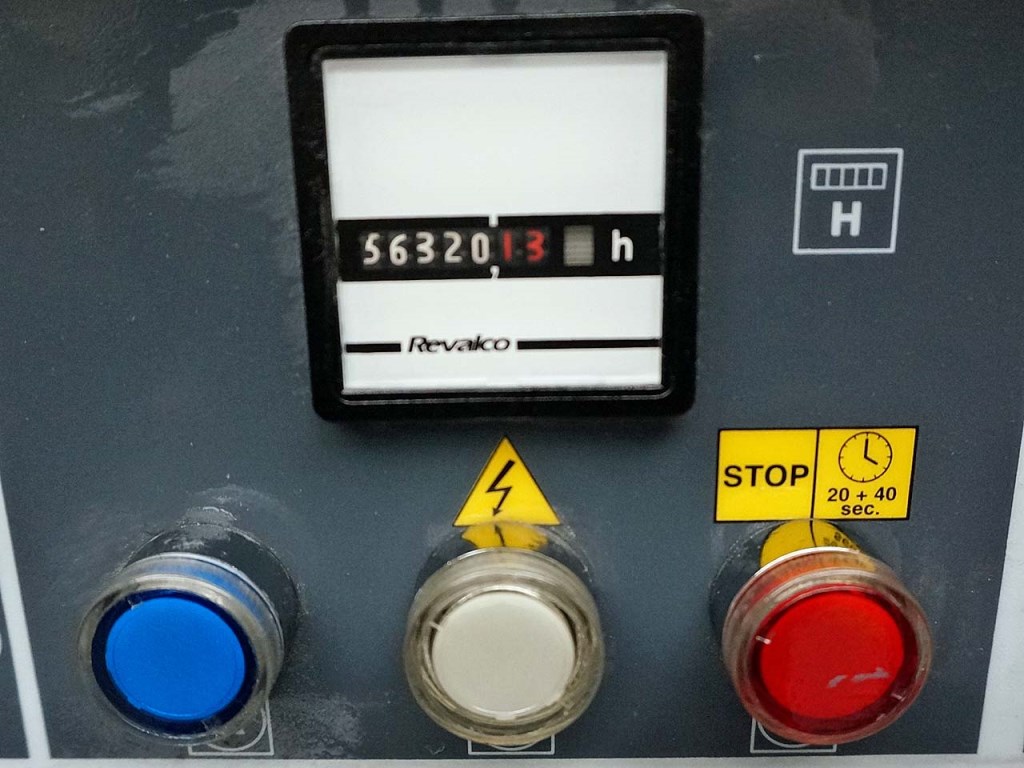 56320,13 h
Revalco
H
STOP
20 + 40
sec.